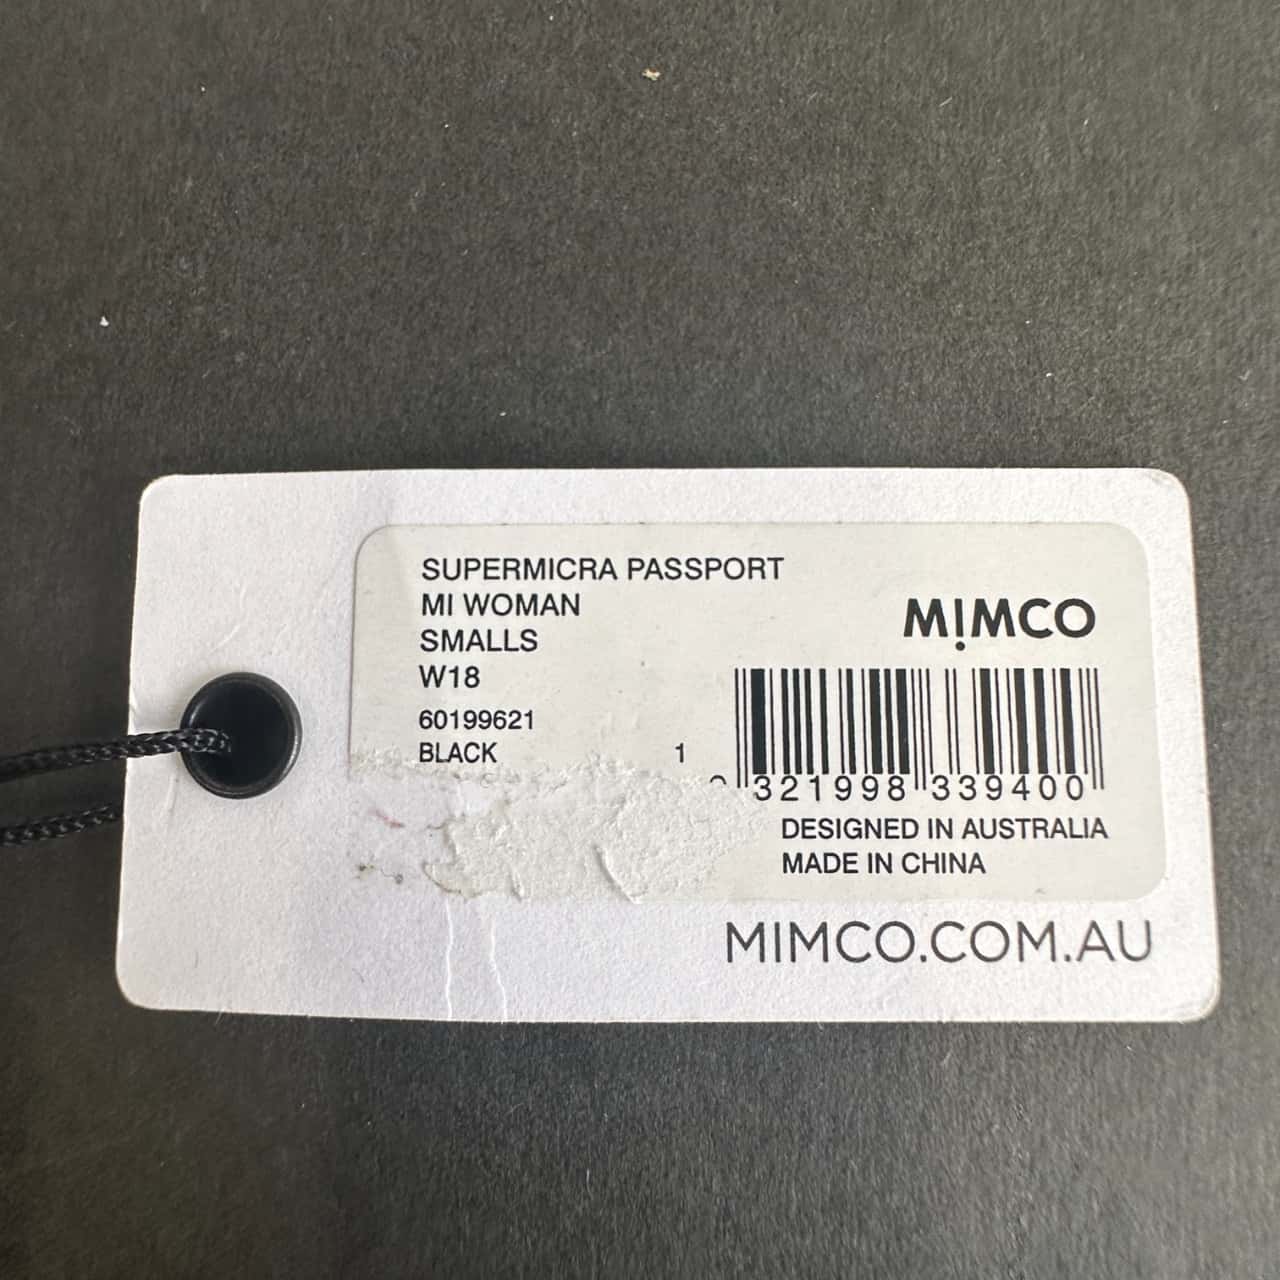 SUPERMICRA PASSPORT
MI WOMAN
SMALLS
W18
60199621
BLACK 1
MIMCO
321998 339400
DESIGNED IN AUSTRALIA
MADE IN CHINA
MIMCO.COM.AU